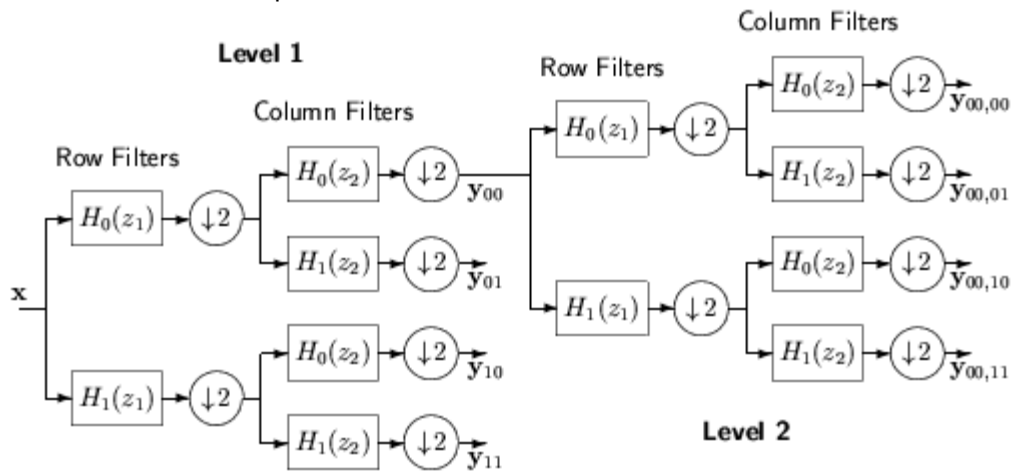 Level 1
Row Filters
Column Filters
x
H₀(z₁)
↓2
H₀(z₂)
↓2
y₀₀
H₁(z₂)
↓2
y₀₁
H₁(z₁)
↓2
H₀(z₂)
↓2
y₁₀
H₁(z₂)
↓2
y₁₁
Level 2
Row Filters
Column Filters
H₀(z₁)
↓2
H₀(z₂)
↓2
y₀₀,₀₀
H₁(z₂)
↓2
y₀₀,₀₁
H₁(z₁)
↓2
H₀(z₂)
↓2
y₀₀,₁₀
H₁(z₂)
↓2
y₀₀,₁₁